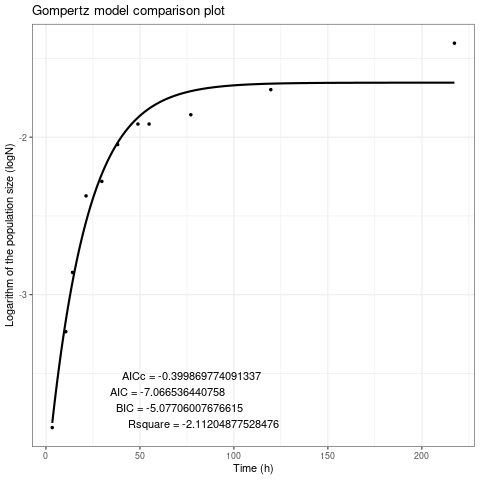 Gompertz model comparison plot
Logarithm of the population size (logN)
-2
-3
AICc = -0.399869774091337
AIC = -7.066536440758
BIC = -5.07706007676615
Rsquare = -2.11204877528476
0 50 100 150 200
Time (h)